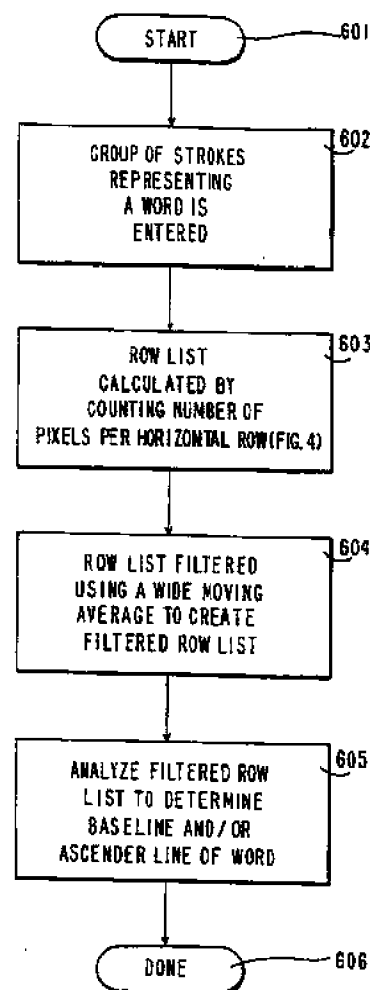 START
601
602
GROUP OF STROKES
REPRESENTING
A WORD IS
ENTERED
603
ROW LIST
CALCULATED BY
COUNTING NUMBER OF
PIXELS PER HORIZONTAL ROW (FIG. 4)
604
ROW LIST FILTERED
USING A WIDE MOVING
AVERAGE TO CREATE
FILTERED ROW LIST
605
ANALYZE FILTERED ROW
LIST TO DETERMINE
BASELINE AND/OR
ASCENDER LINE OF WORD
DONE
606